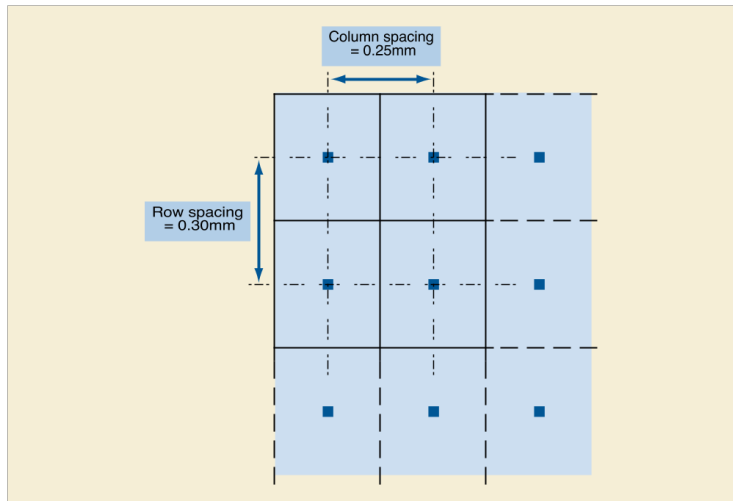 Column spacing
= 0.25mm
Row spacing
= 0.30mm